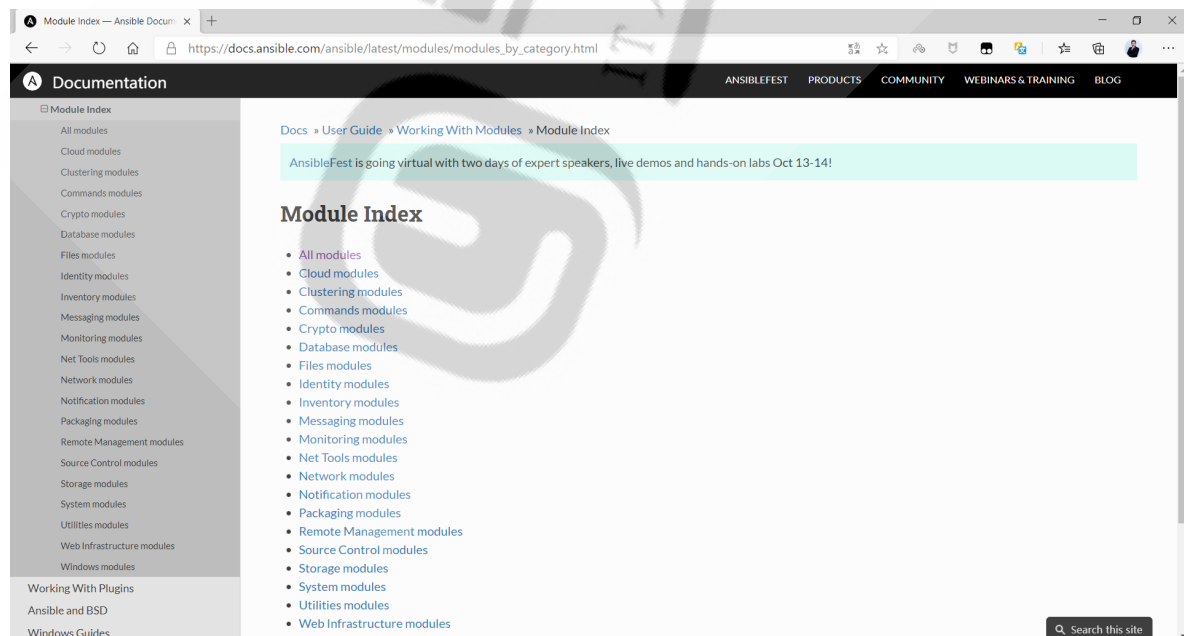 Module Index — Ansible Docum
https://docs.ansible.com/ansible/latest/modules/modules_by_category.html
Documentation
ANSIBLEFEST PRODUCTS COMMUNITY WEBINARS & TRAINING BLOG
Module Index
All modules
Cloud modules
Clustering modules
Commands modules
Crypto modules
Database modules
Files modules
Identity modules
Inventory modules
Messaging modules
Monitoring modules
Net Tools modules
Network modules
Notification modules
Packaging modules
Remote Management modules
Source Control modules
Storage modules
System modules
Utilities modules
Web Infrastructure modules
Windows modules
Working With Plugins
Ansible and BSD
Windows Guides
Docs » User Guide » Working With Modules » Module Index
AnsibleFest is going virtual with two days of expert speakers, live demos and hands-on labs Oct 13-14!
Module Index
All modules
Cloud modules
Clustering modules
Commands modules
Crypto modules
Database modules
Files modules
Identity modules
Inventory modules
Messaging modules
Monitoring modules
Net Tools modules
Network modules
Notification modules
Packaging modules
Remote Management modules
Source Control modules
Storage modules
System modules
Utilities modules
Web Infrastructure modules
Search this site